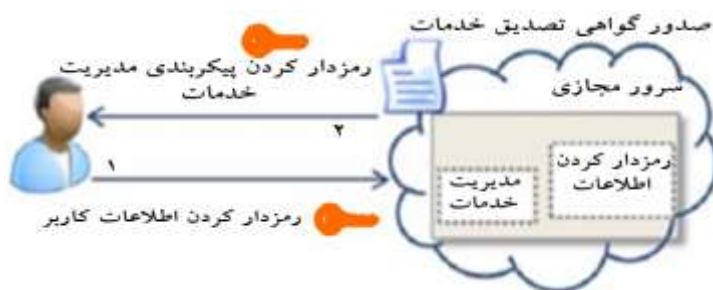 صدور گواهی تصدیق خدمات
رمزدار کردن پیکربندی مدیریت
خدمات
سرور مجازی
۲
۱
رمزدار کردن
اطلاعات
مدیریت
خدمات
رمزدار کردن اطلاعات کاربر